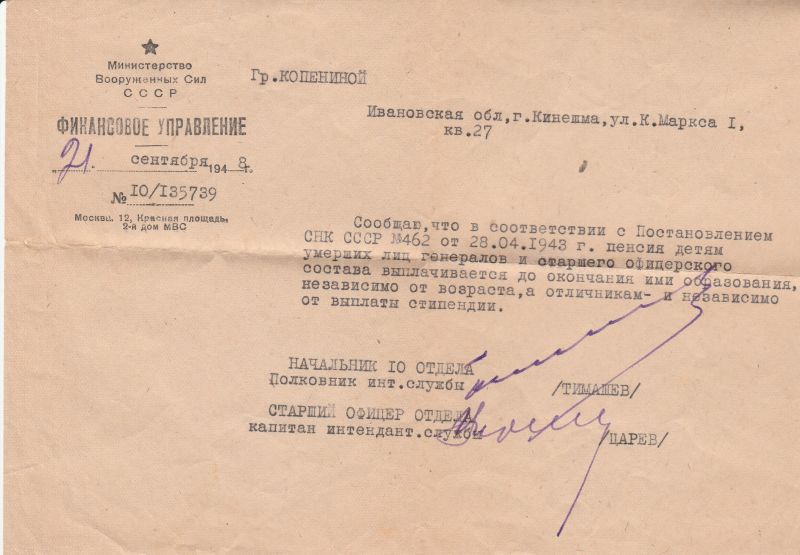 Министерство
Вооруженных Сил
СССР
ФИНАНСОВОЕ УПРАВЛЕНИЕ
21 сентября 1948 г.
№ IO/I35739
Москва, 12, Красная площадь,
2-й дом МВС
Гр.КОПЕНИНОЙ
Ивановская обл,г.Кинешма,ул.К.Маркса I,
кв.27
Сообщаю,что в соответствии с Постановлением
СНК СССР №462 от 28.04.1943 г. пенсия детям
умерших лиц генералов и старшего офицерского
состава выплачивается до окончания ими образования,
независимо от возраста,а отличникам- и независимо
от выплаты стипендии.
НАЧАЛЬНИК IO ОТДЕЛА
Полковник инт.службы /ТИМАШЕВ/
СТАРШИЙ ОФИЦЕР ОТДЕЛА
капитан интендант.службы /ЦАРЕВ/